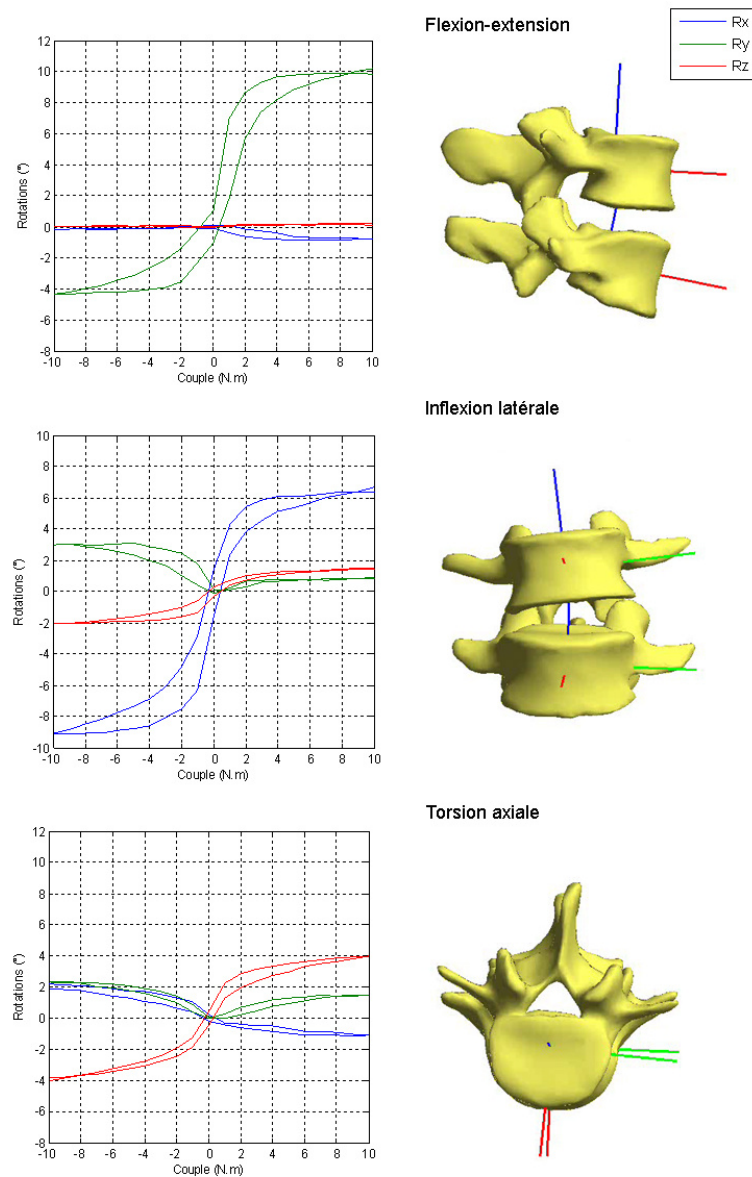 Flexion-extension
Rx
Ry
Rz
12
10
8
6
4
2
0
-2
-4
-6
-8
Rotations (°)
-10 -8 -6 -4 -2 0 2 4 6 8 10
Couple (N.m)
Inflexion latérale
10
8
6
4
2
0
-2
-4
-6
-8
-10
Rotations (°)
-10 -8 -6 -4 -2 0 2 4 6 8 10
Couple (N.m)
Torsion axiale
12
10
8
6
4
2
0
-2
-4
-6
-8
Rotations (°)
-10 -8 -6 -4 -2 0 2 4 6 8 10
Couple (N.m)